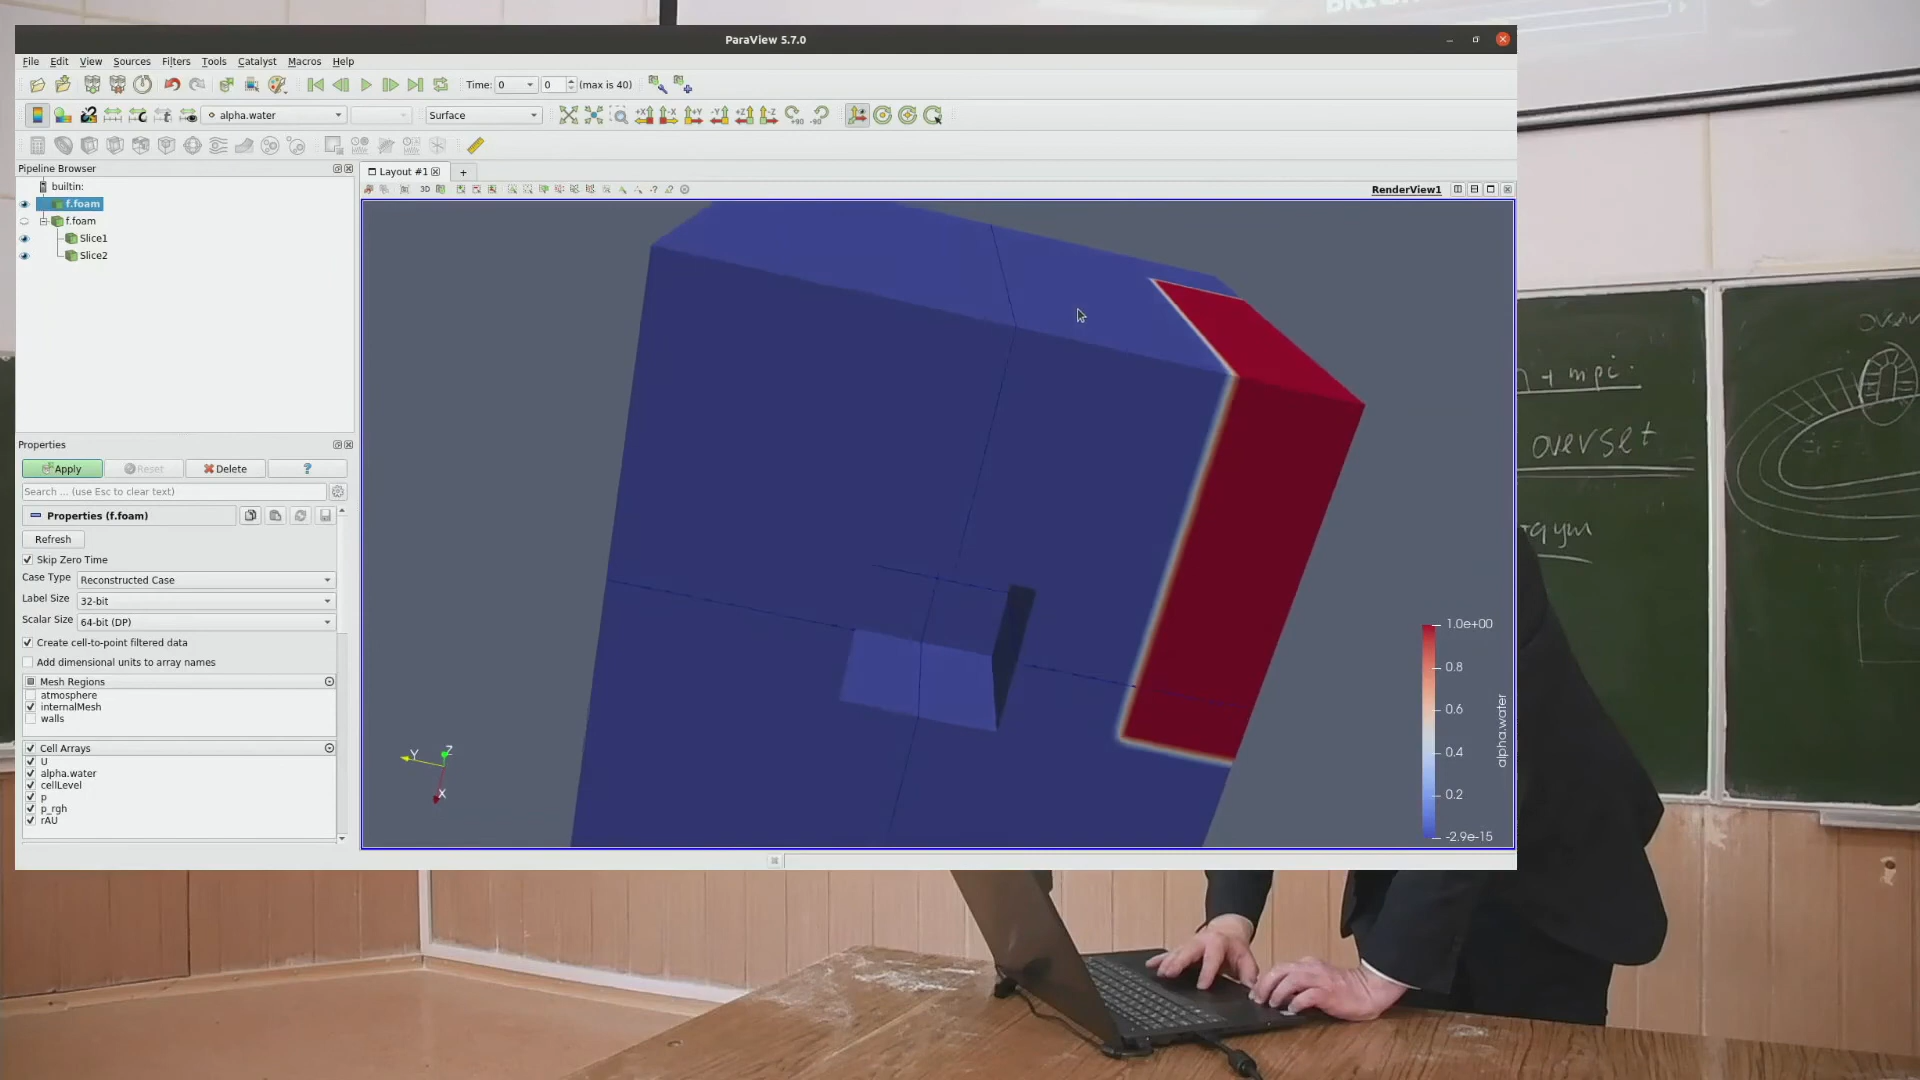 ParaView 5.7.0
File Edit View Sources Filters Tools Catalyst Macros Help
Time: 0 0 (max is 40)
alpha.water Surface
+X -X +Y -Y +Z -Z +90 -90
Pipeline Browser
builtin:
f.foam
f.foam
Slice1
Slice2
Layout #1 +
3D
RenderView1
Properties
Apply Reset Delete ?
Search ... (use Esc to clear text)
Properties (f.foam)
Refresh
Skip Zero Time
Case Type Reconstructed Case
Label Size 32-bit
Scalar Size 64-bit (DP)
Create cell-to-point filtered data
Add dimensional units to array names
Mesh Regions
atmosphere
internalMesh
walls
Cell Arrays
U
alpha.water
cellLevel
p
p_rgh
rAU
Y Z
X
1.0e+00
0.8
0.6
0.4
0.2
-2.9e-15
alpha.water
+ mpi.
overset